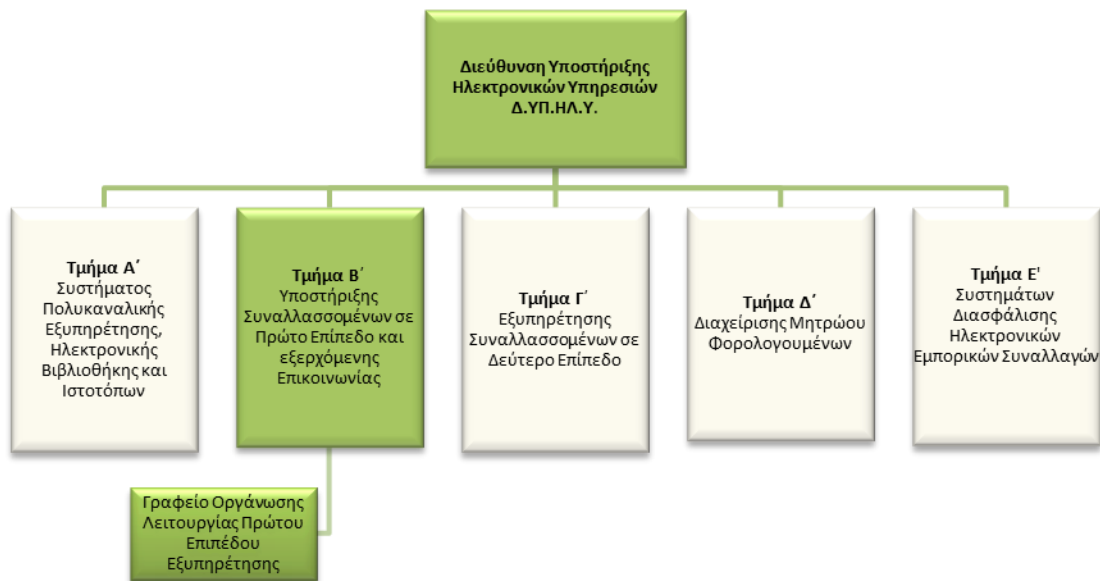 Διεύθυνση Υποστήριξης
Ηλεκτρονικών Υπηρεσιών
Δ.ΥΠ.ΗΛ.Υ.
Τμήμα Α΄
Συστήματος
Πολυκαναλικής
Εξυπηρέτησης,
Ηλεκτρονικής
Βιβλιοθήκης και
Ιστοτόπων
Τμήμα Β΄
Υποστήριξης
Συναλλασσομένων σε
Πρώτο Επίπεδο και
εξερχόμενης
Επικοινωνίας
Τμήμα Γ΄
Εξυπηρέτησης
Συναλλασσομένων σε
Δεύτερο Επίπεδο
Τμήμα Δ΄
Διαχείρισης Μητρώου
Φορολογουμένων
Τμήμα Ε'
Συστημάτων
Διασφάλισης
Ηλεκτρονικών
Εμπορικών Συναλλαγών
Γραφείο Οργάνωσης
Λειτουργίας Πρώτου
Επιπέδου
Εξυπηρέτησης